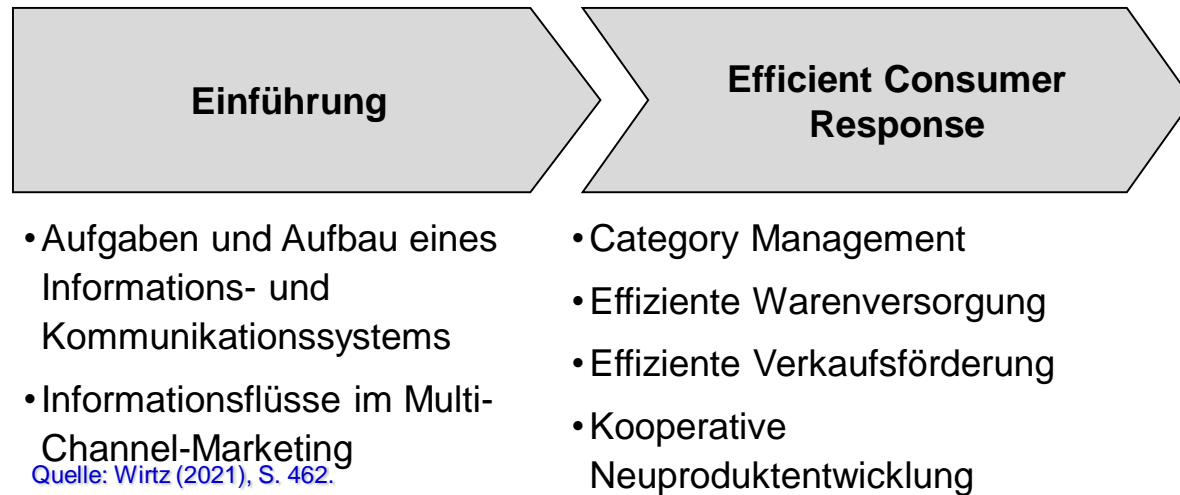 Einführung
Efficient Consumer
Response
•Aufgaben und Aufbau eines
Informations- und
Kommunikationssystems
•Informationsflüsse im Multi-
Channel-Marketing
•Category Management
•Effiziente Warenversorgung
•Effiziente Verkaufsförderung
•Kooperative
Neuproduktentwicklung
Quelle: Wirtz (2021), S. 462.